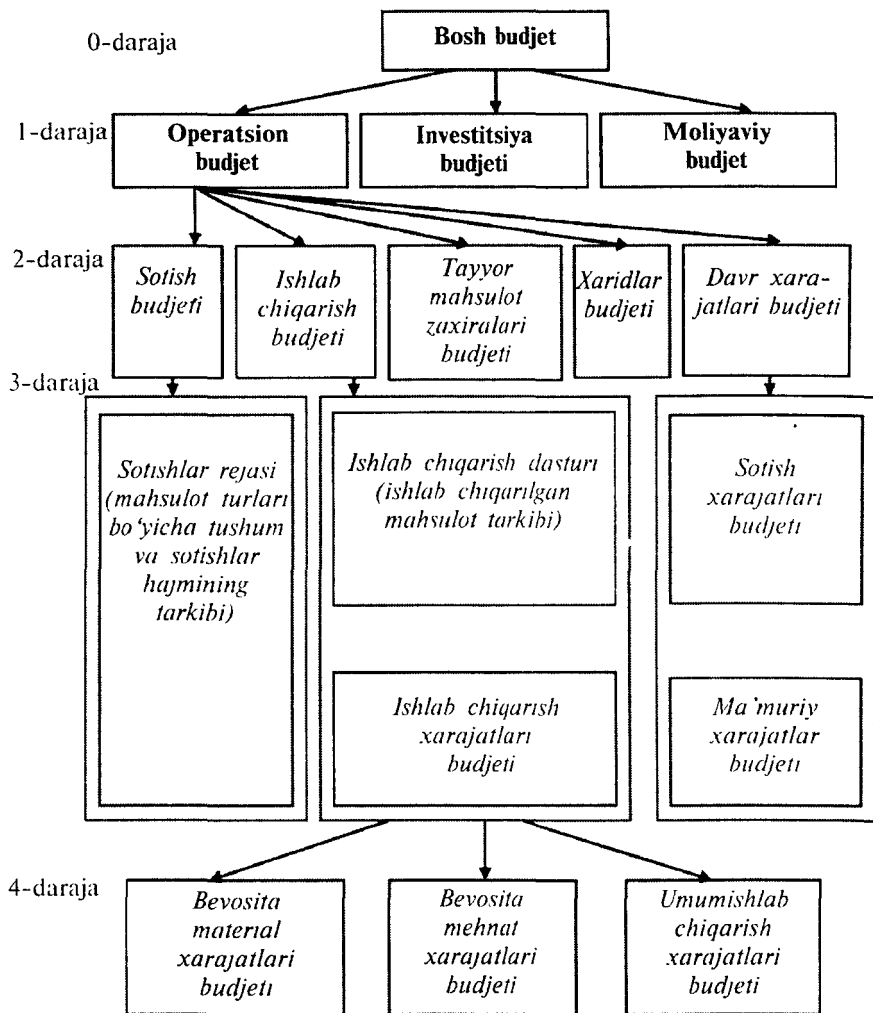 0-daraja
Bosh budjet
1-daraja
Operatsion
budjet
Investitsiya
budjeti
Moliyaviy
budjet
2-daraja
Sotish
budjeti
Ishlab
chiqarish
budjeti
Tayyor
mahsulot
zaxiralari
budjeti
Xaridlar
budjeti
Davr xara-
jatlari budjeti
3-daraja
Sotishlar rejasi
(mahsulot turlari
bo‘yicha tushum
va sotishlar
hajmining
tarkibi)
Ishlab chiqarish dasturi
(ishlab chiqarilgan
mahsulot tarkibi)
Ishlab chiqarish
xarajatlari
budjeti
Sotish
xarajatlari
budjeti
Ma’muriy
xarajatlar
budjeti
4-daraja
Bevosita
material
xarajatlari
budjeti
Bevosita
mehnat
xarajatlari
budjeti
Umumishlab
chiqarish
xarajatlari
budjeti